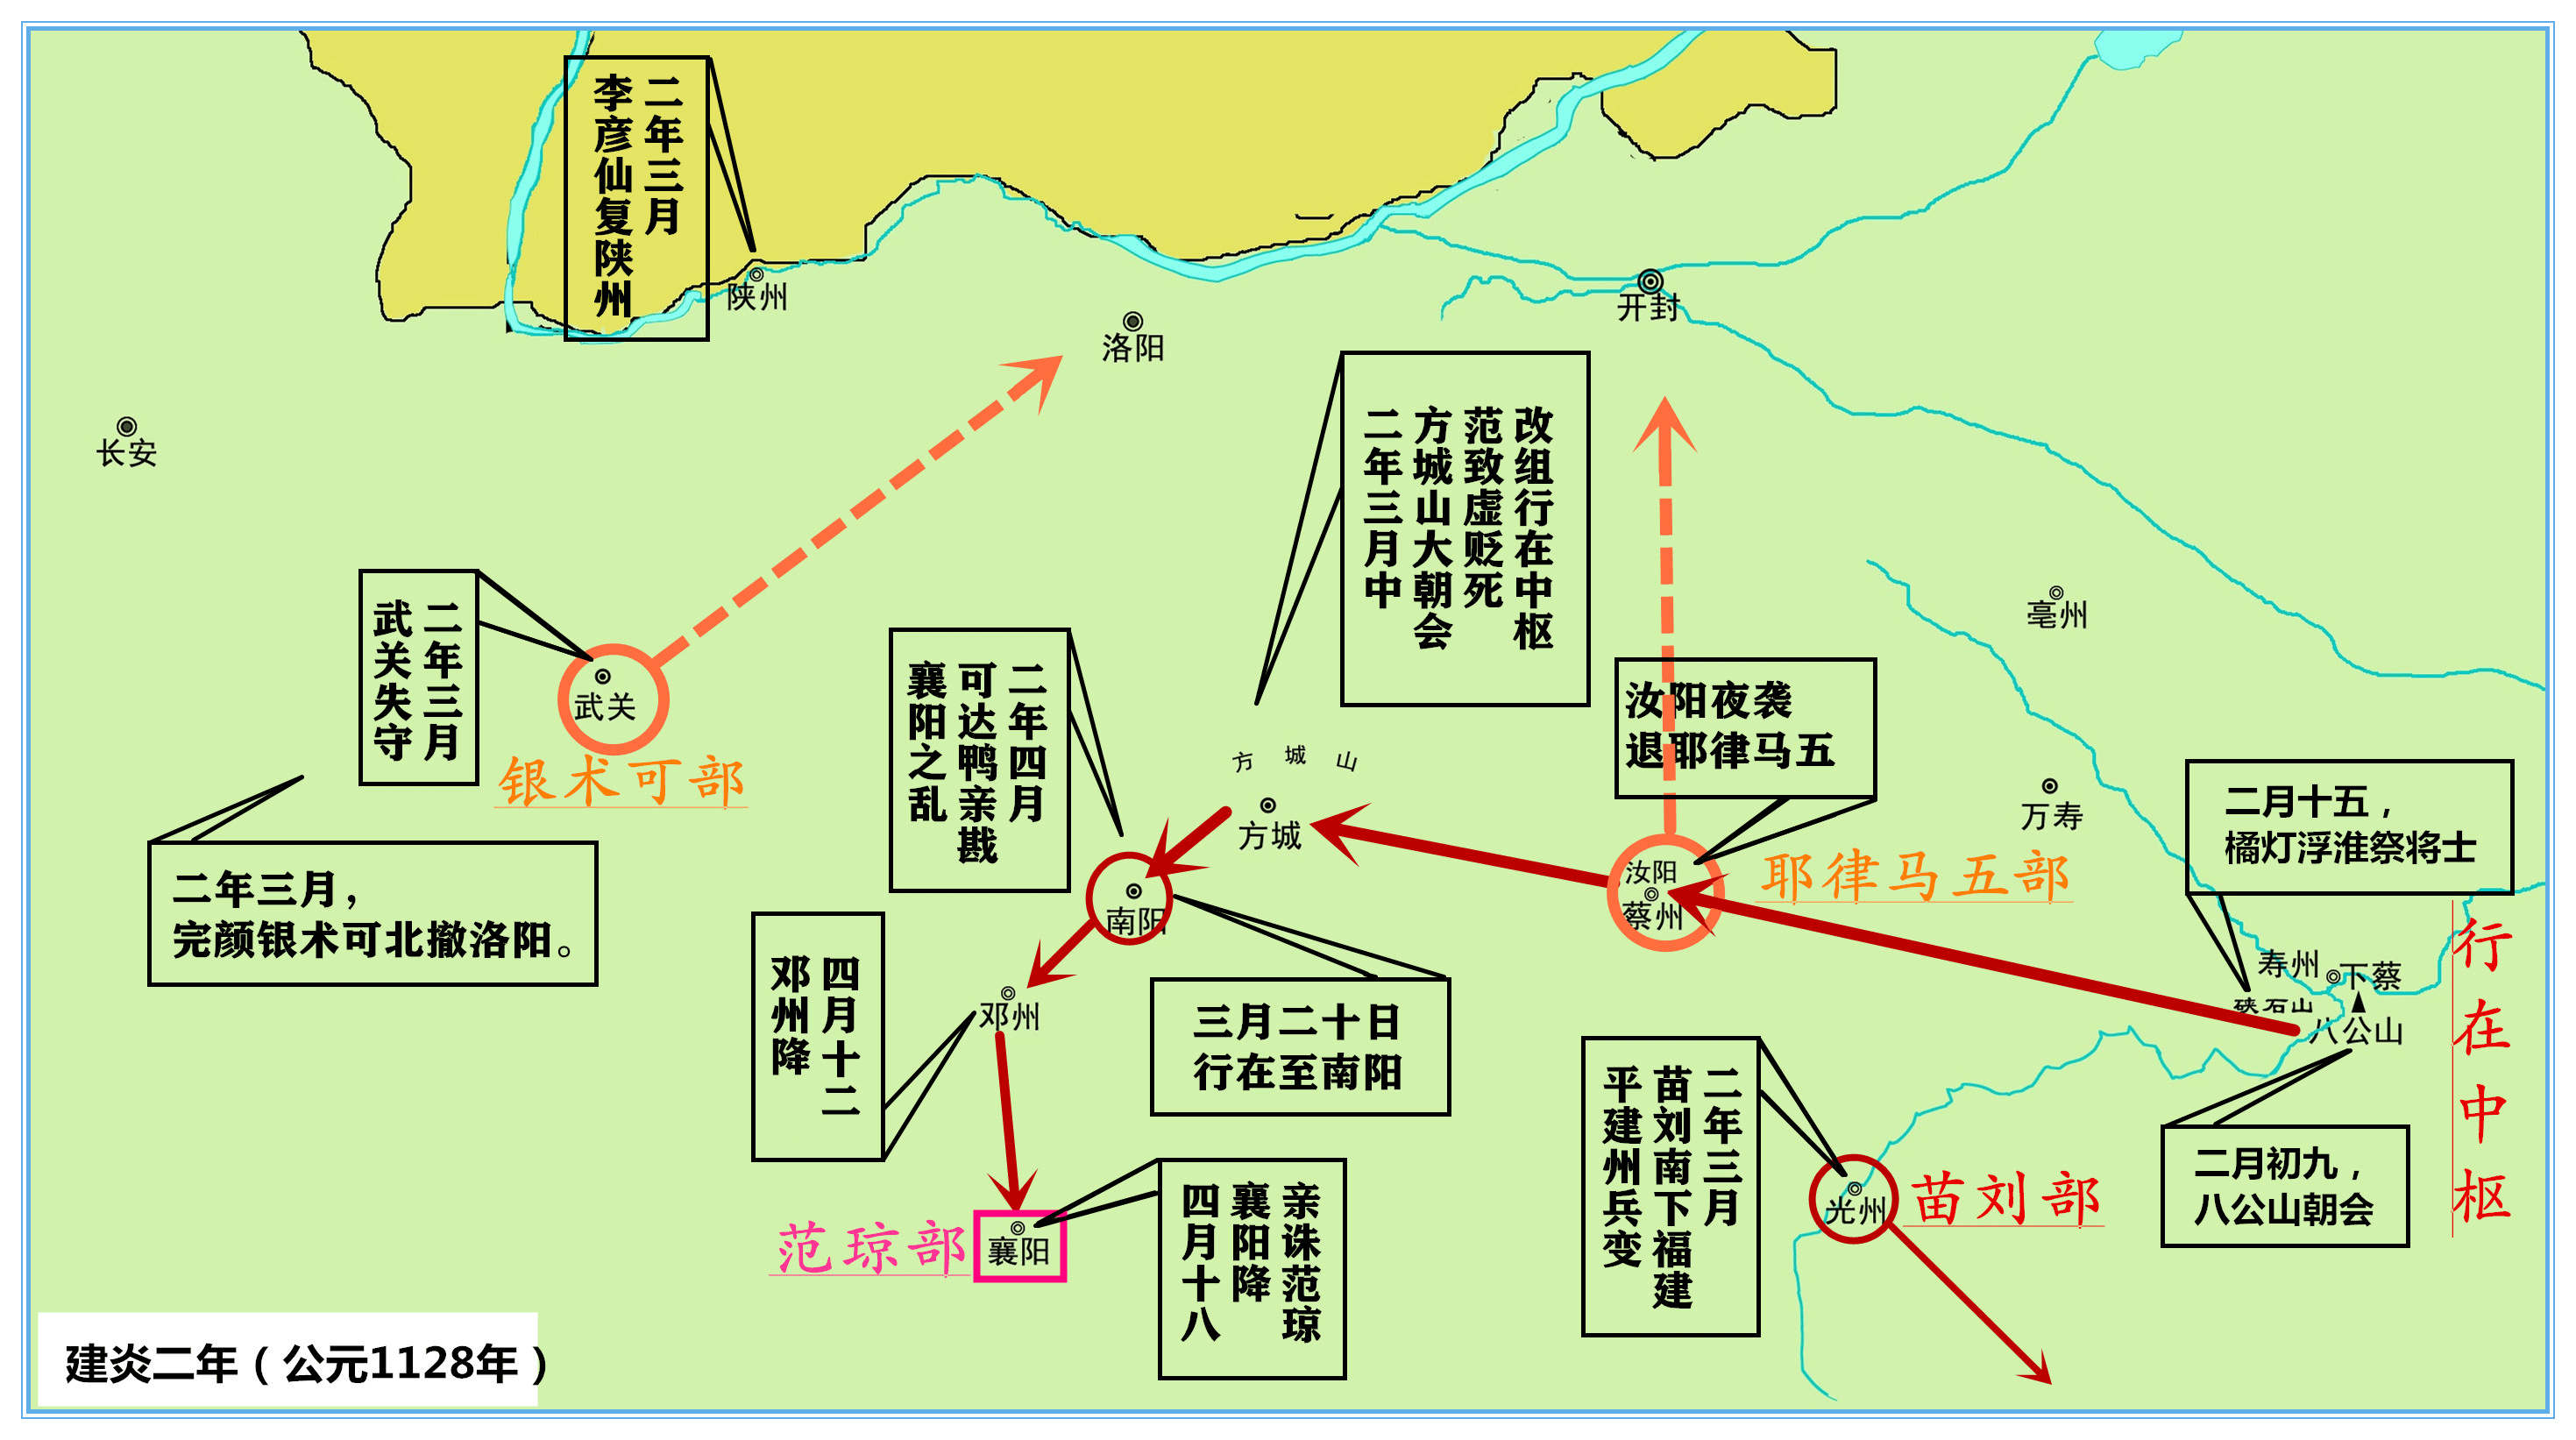 二年三月
李彦仙复陕州
陕州
洛阳
开封
长安
改组行在中枢
范致虚贬死
方城山大朝会
二年三月中
二年三月
武关失守
武关
银术可部
二年三月，
完颜银术可北撤洛阳。
二年四月
可达鸭亲戡
襄阳之乱
方城山
方城
汝阳夜袭
退耶律马五
汝阳
蔡州
耶律马五部
亳州
万寿
二月十五，
橘灯浮淮祭将士
寿州
下蔡
硖石山
八公山
行在中枢
二月初九，
八公山朝会
南阳
三月二十日
行在至南阳
四月十二
邓州降
邓州
范琼部
襄阳
亲诛范琼
襄阳降
四月十八
二年三月
苗刘南下福建
平建州兵变
光州
苗刘部
建炎二年（公元1128年）